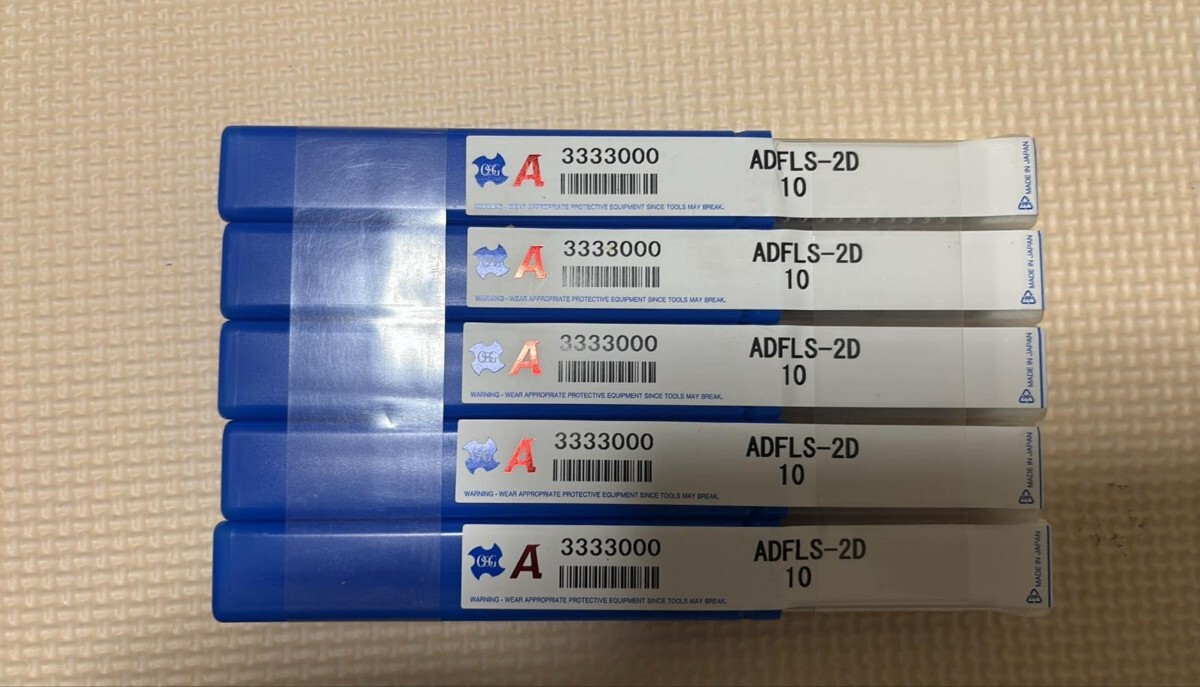 OSG A 3333000 ADFLS-2D
10
WARNING - WEAR APPROPRIATE PROTECTIVE EQUIPMENT SINCE TOOLS MAY BREAK.
MADE IN JAPAN
OSG A 3333000 ADFLS-2D
10
WARNING - WEAR APPROPRIATE PROTECTIVE EQUIPMENT SINCE TOOLS MAY BREAK.
MADE IN JAPAN
OSG A 3333000 ADFLS-2D
10
WARNING - WEAR APPROPRIATE PROTECTIVE EQUIPMENT SINCE TOOLS MAY BREAK.
MADE IN JAPAN
OSG A 3333000 ADFLS-2D
10
WARNING - WEAR APPROPRIATE PROTECTIVE EQUIPMENT SINCE TOOLS MAY BREAK.
MADE IN JAPAN
OSG A 3333000 ADFLS-2D
10
WARNING - WEAR APPROPRIATE PROTECTIVE EQUIPMENT SINCE TOOLS MAY BREAK.
MADE IN JAPAN